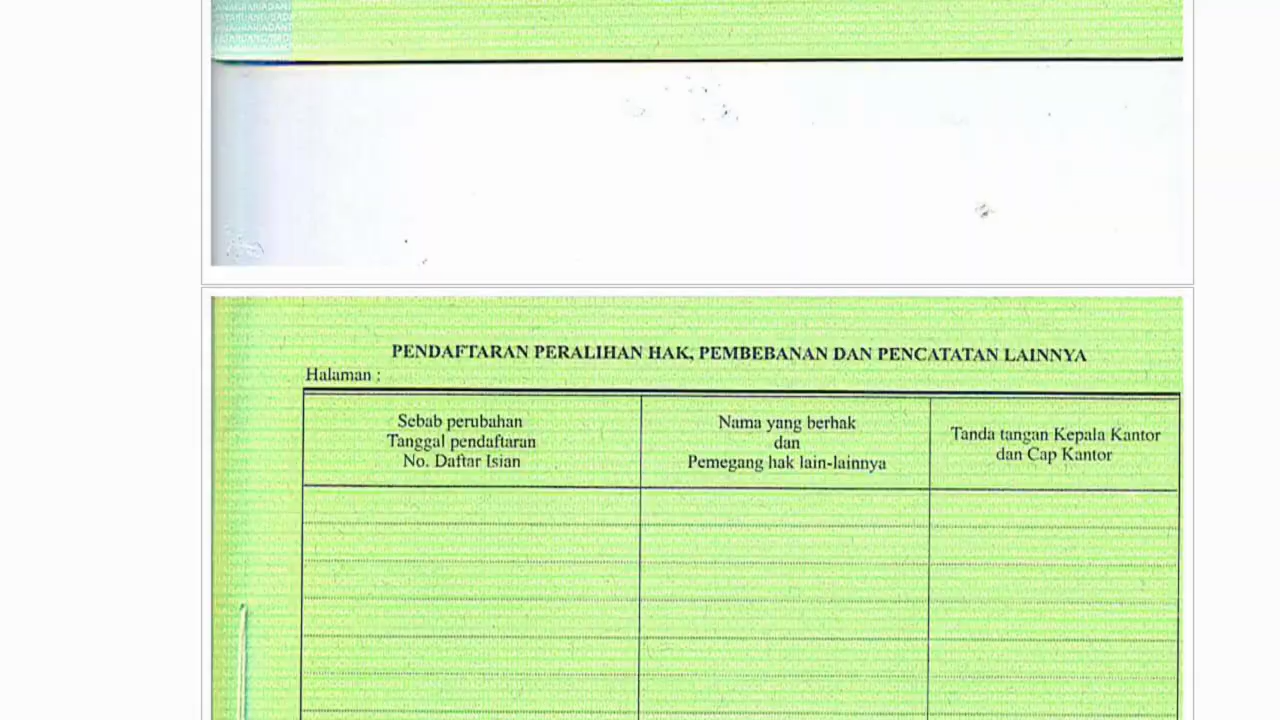 PENDAFTARAN PERALIHAN HAK, PEMBEBANAN DAN PENCATATAN LAINNYA
Halaman :
Sebab perubahan
Tanggal pendaftaran
No. Daftar Isian
Nama yang berhak
dan
Pemegang hak lain-lainnya
Tanda tangan Kepala Kantor
dan Cap Kantor